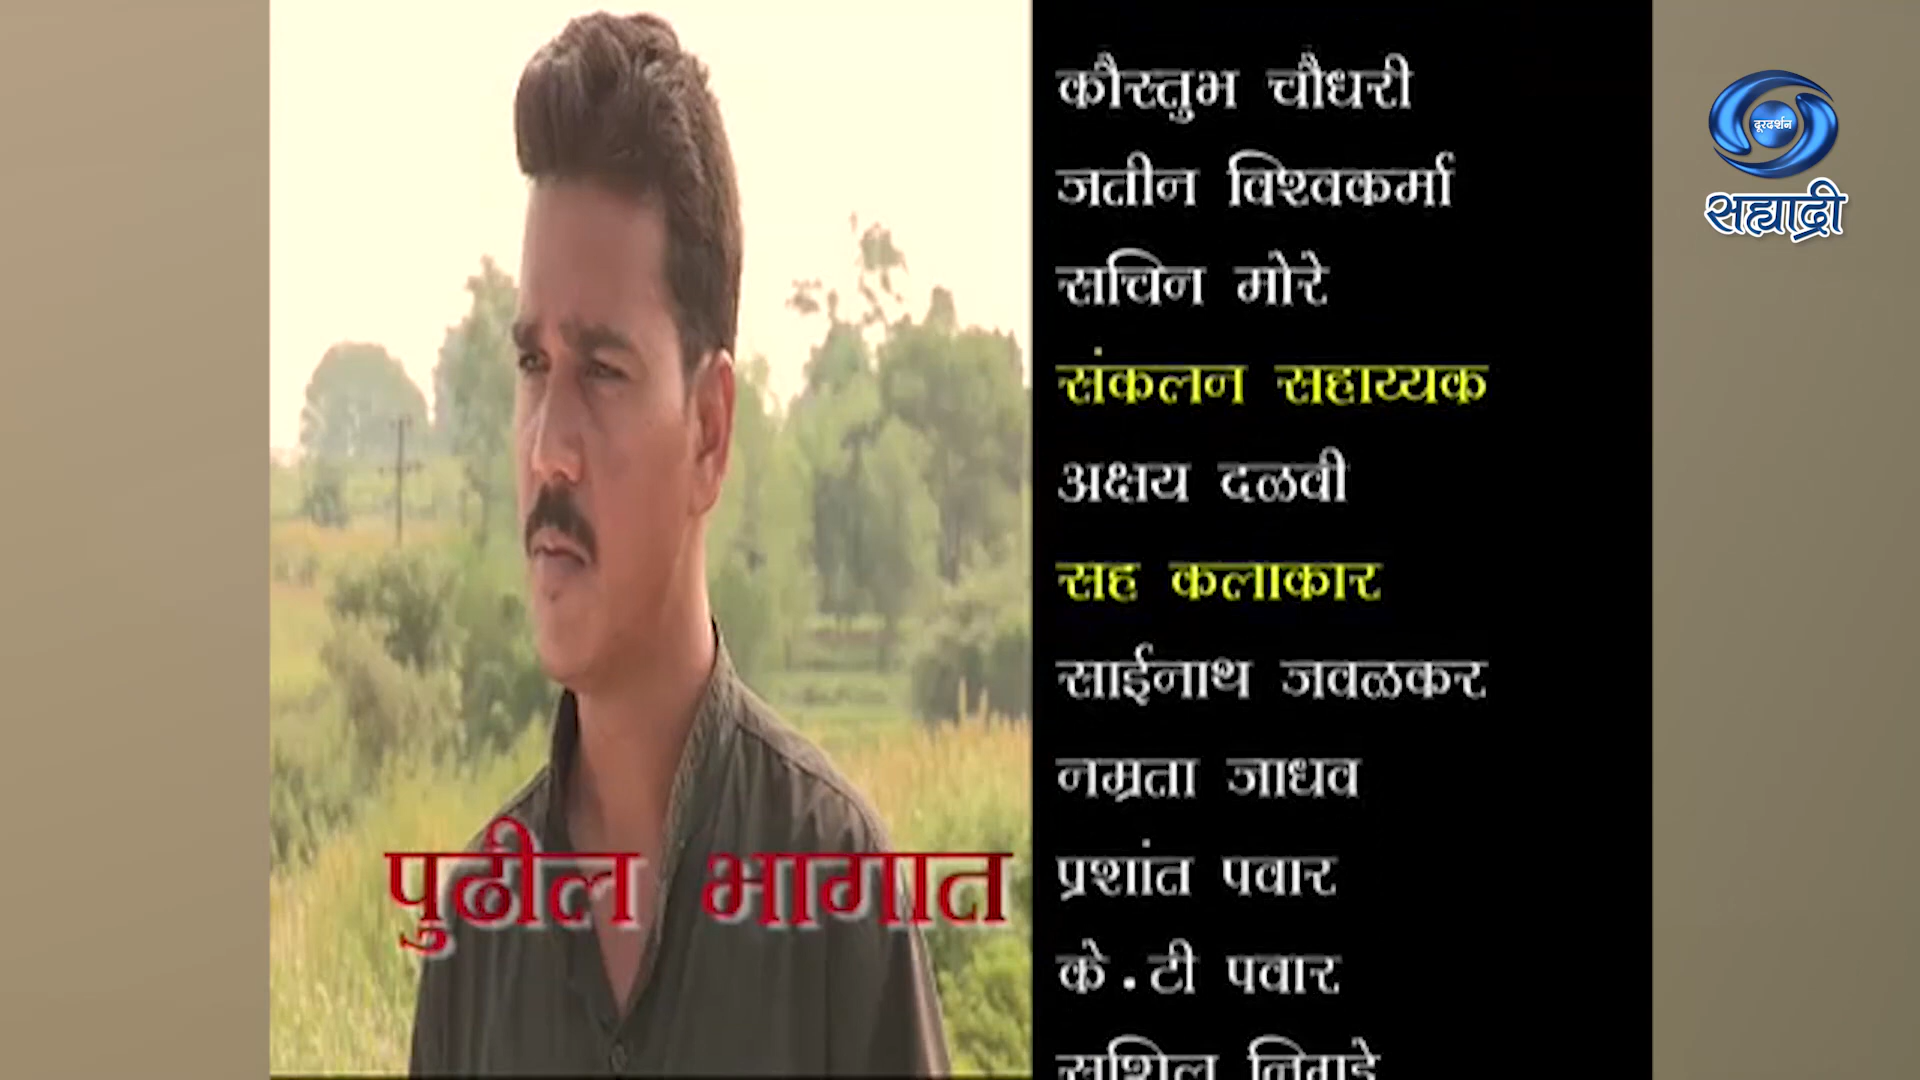 कौस्तुभ चौधरी
जतीन विश्वकर्मा
सचिन मोरे
संकलन सहाय्यक
अक्षय दळवी
सह कलाकार
साईनाथ जवळकर
नम्रता जाधव
प्रशांत पवार
के.टी पवार
पुढील भागात
दूरदर्शन
सह्याद्री